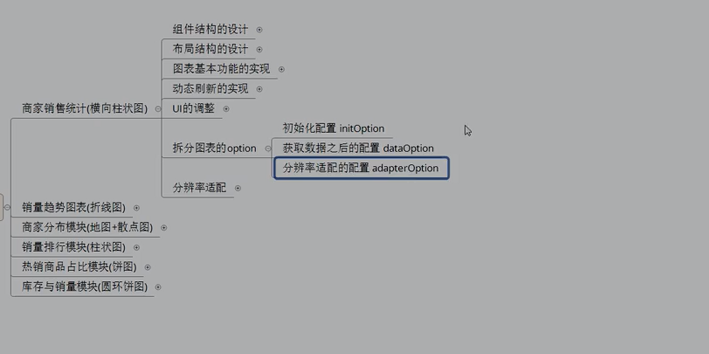 组件结构的设计
布局结构的设计
图表基本功能的实现
动态刷新的实现
商家销售统计(横向柱状图)
UI的调整
初始化配置 initOption
拆分图表的option
获取数据之后的配置 dataOption
分辨率适配的配置 adapterOption
分辨率适配
销量趋势图表(折线图)
商家分布模块(地图+散点图)
销量排行模块(柱状图)
热销商品占比模块(饼图)
库存与销量模块(圆环饼图)